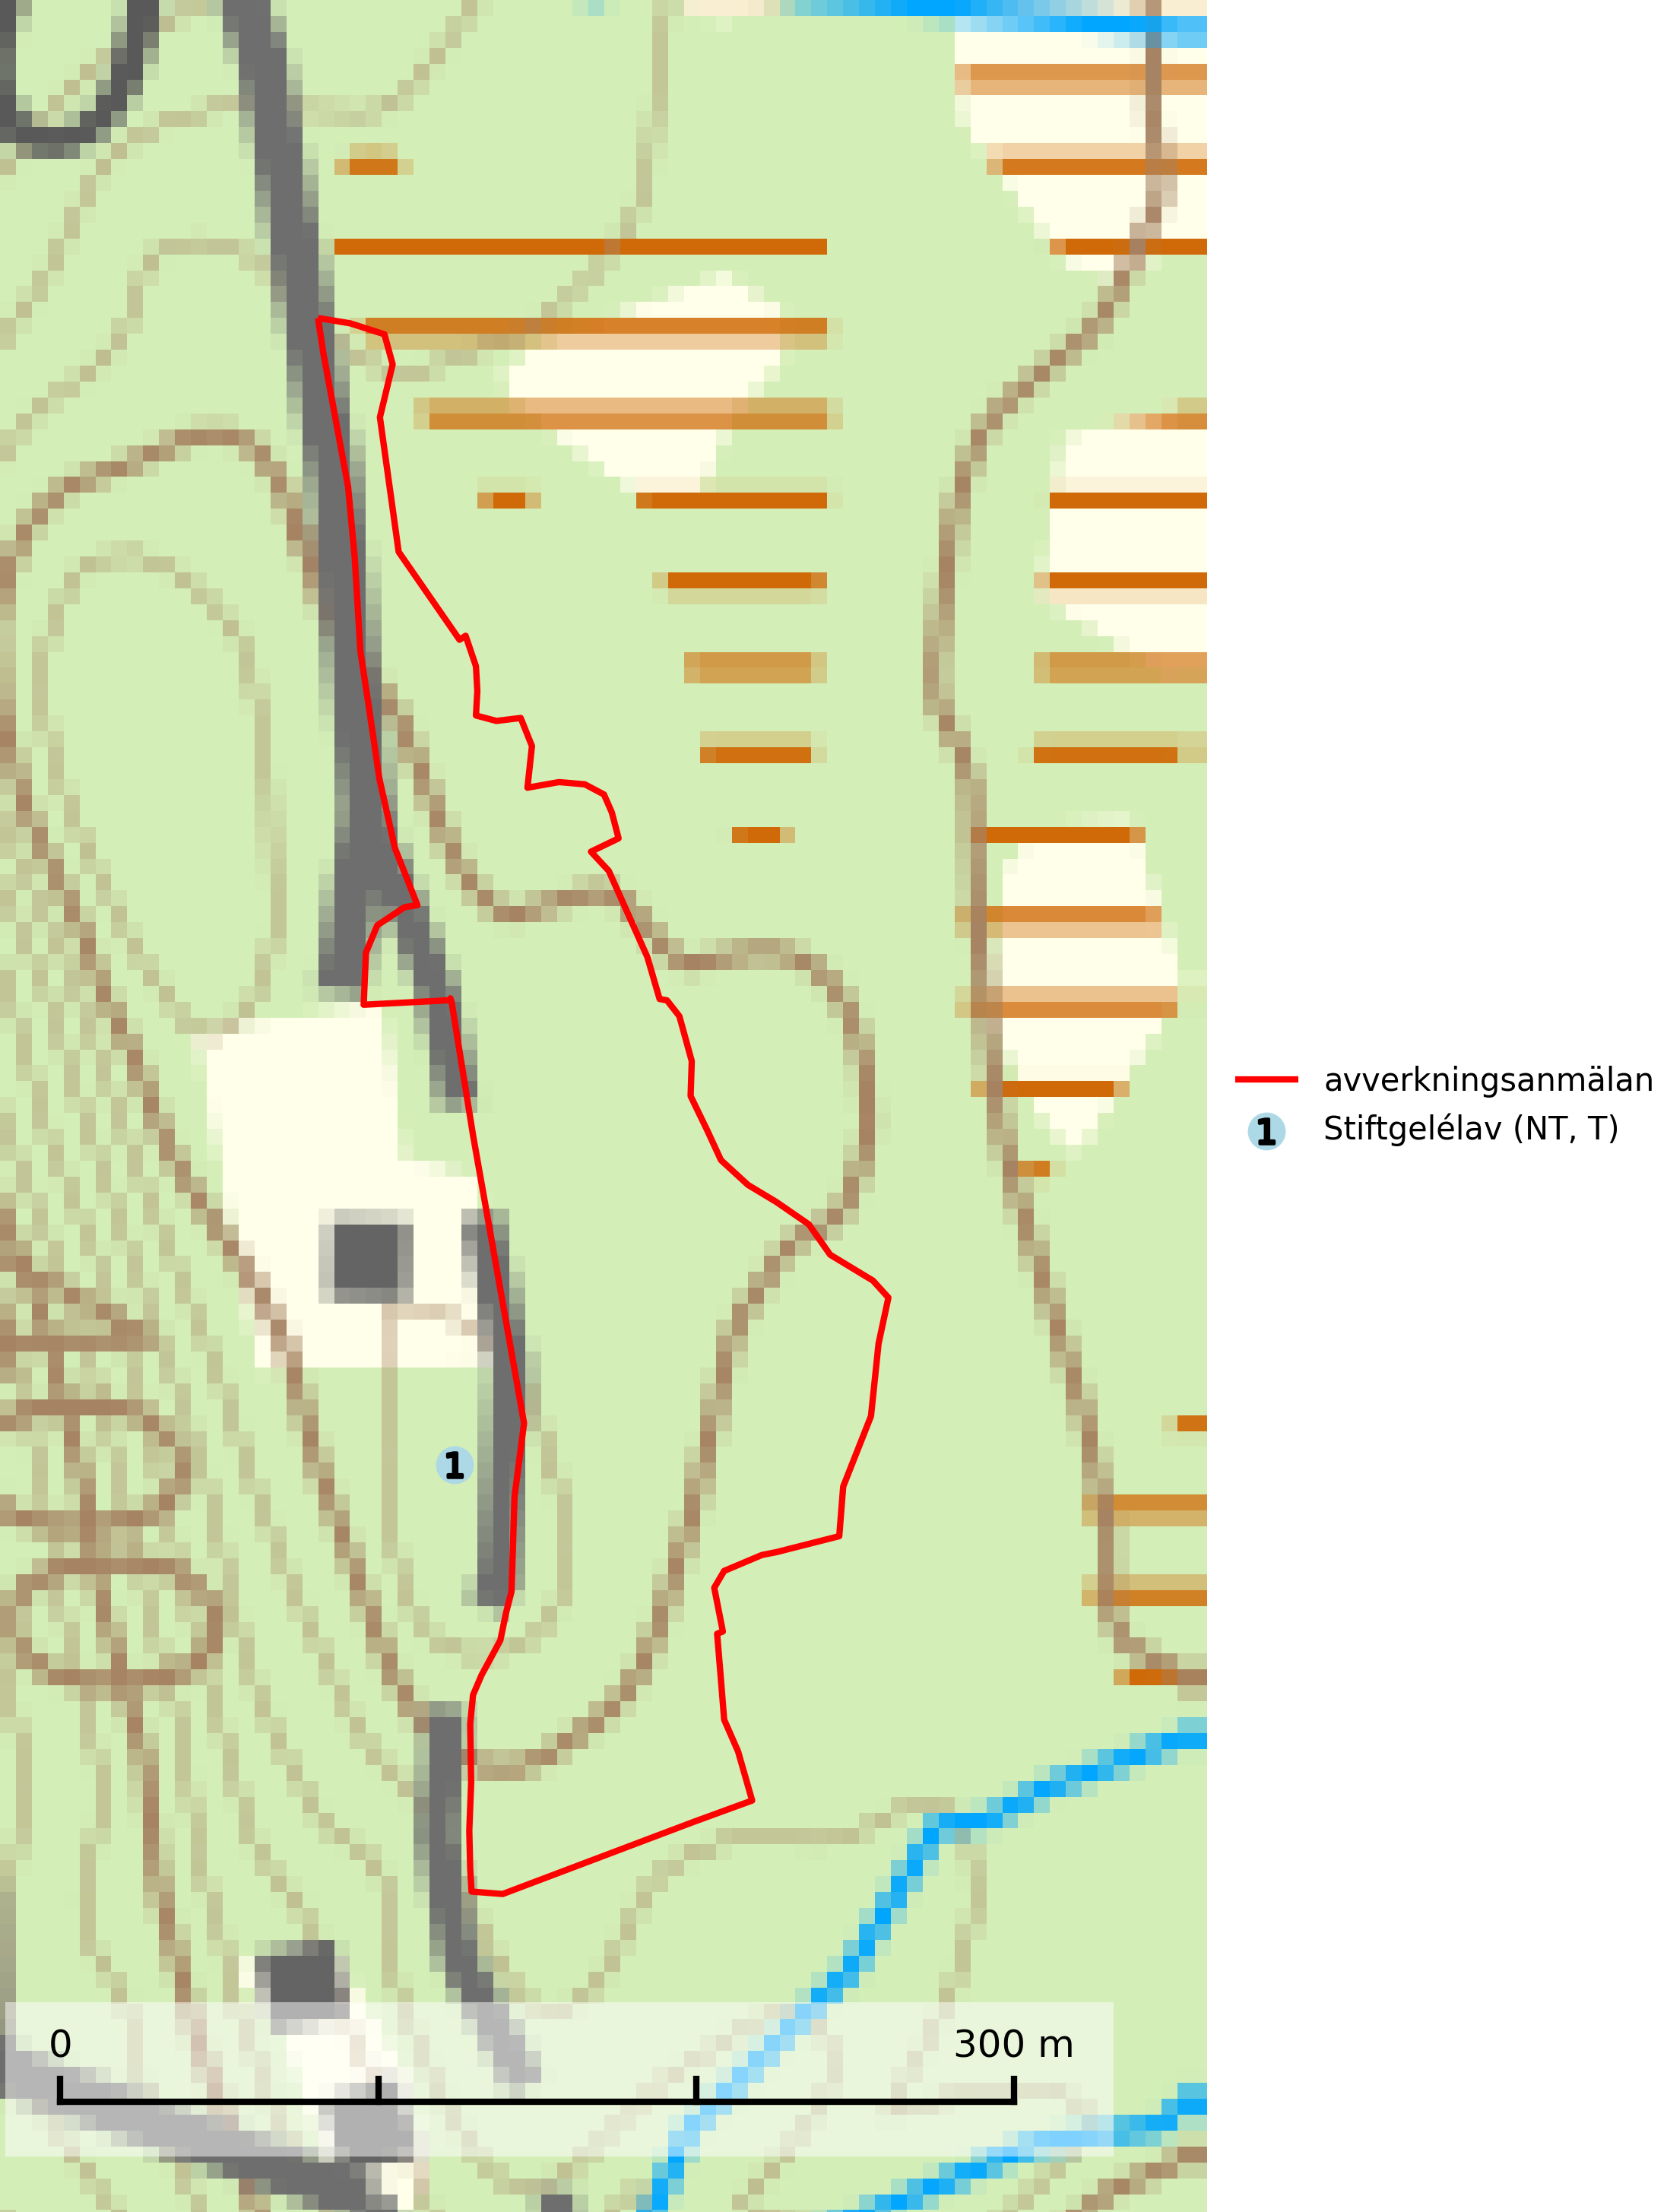 avverkningsanmälan
1 Stiftgelélav (NT, T)
1
0 300 m